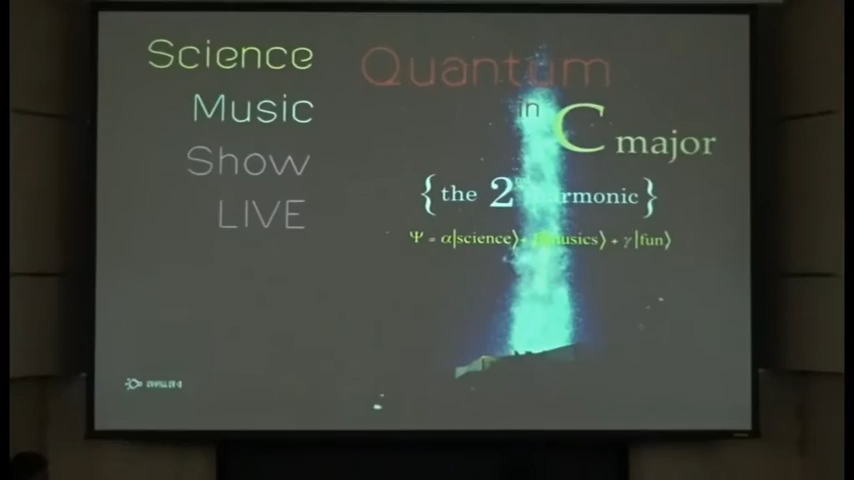 Science
Music
Show
LIVE
Quantum
in C major
{the 2 harmonic}
Ψ = α|science⟩+ musics⟩ + γ|fun⟩